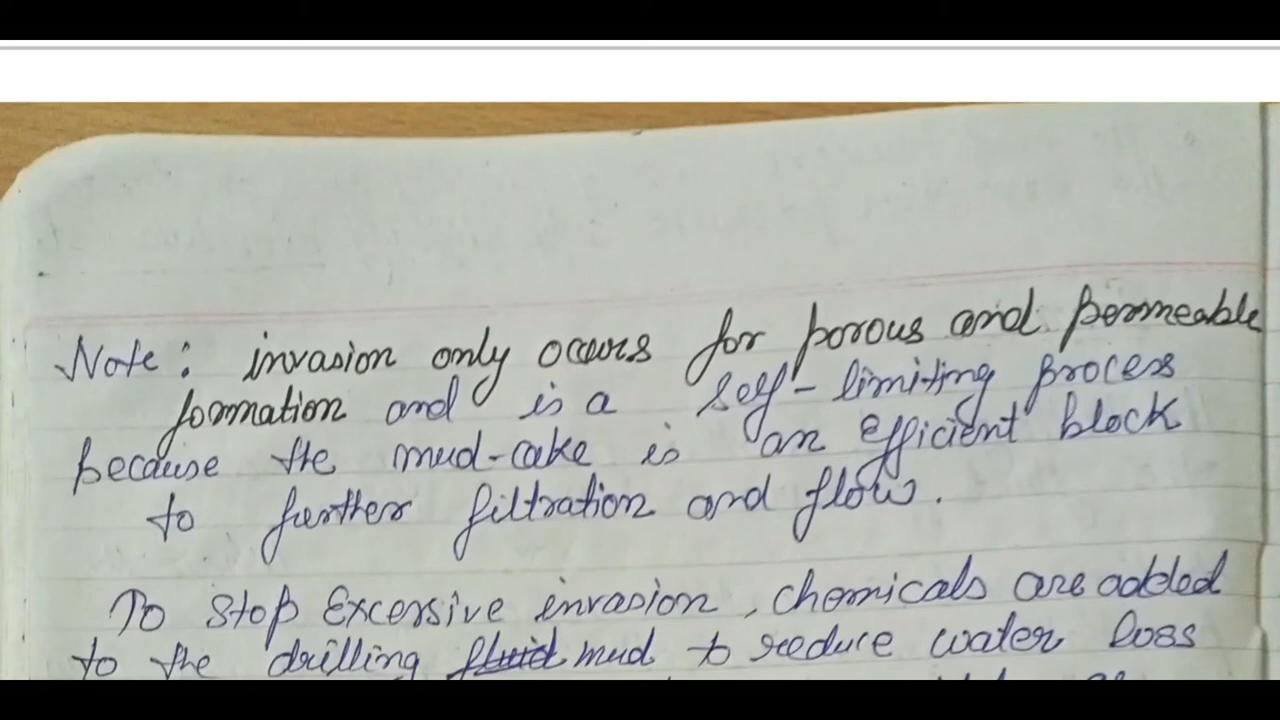 Note: invasion only occurs for porous and permeable
formation and is a self-limiting process
because the mud-cake is an efficient block
to further filtration and flow.
To stop Excessive invasion, chemicals are added
to the drilling fluid mud to reduce water loss